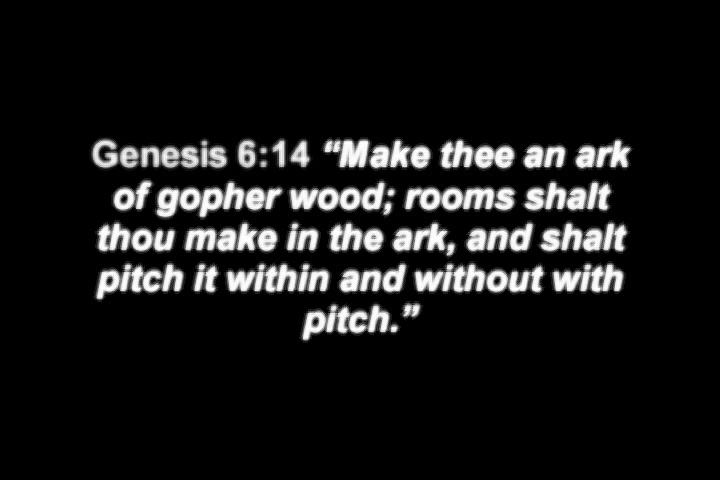 Genesis 6:14 “Make thee an ark
of gopher wood; rooms shalt
thou make in the ark, and shalt
pitch it within and without with
pitch.”